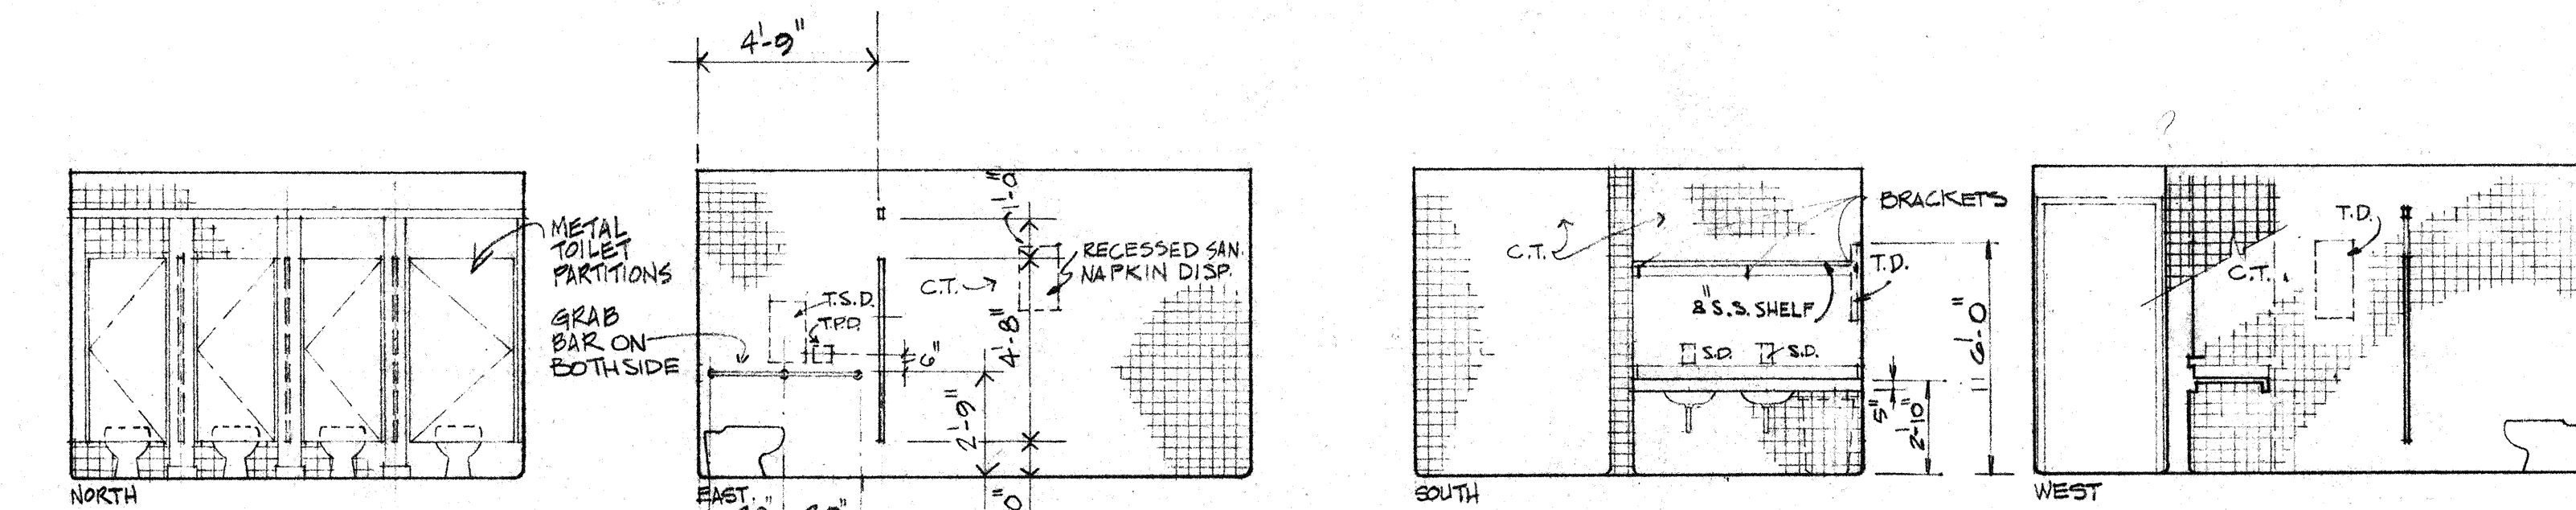 4'-9"
METAL
TOILET
PARTITIONS
GRAB
BAR ON
BOTH SIDE
NORTH
T.S.D.
T.P.D.
6"
C.T.
1'-0"
RECESSED SAN.
NAPKIN DISP.
4'-8"
2'-9"
EAST.
C.T.
BRACKETS
T.D.
8" S.S. SHELF
S.D.
S.D.
5"
2'-10"
6'-0"
SOUTH
T.D.
C.T.
WEST